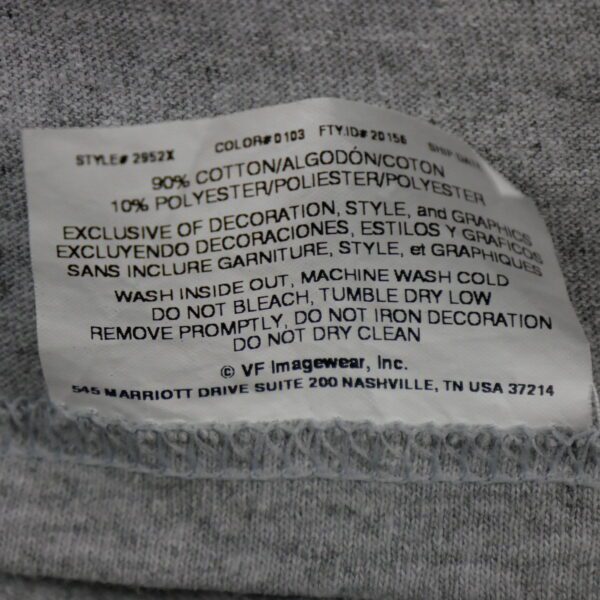 STYLE# 2952X COLOR# 0103 FTY.ID# 20156 SHIP DATE
90% COTTON/ALGODÓN/COTON
10% POLYESTER/POLIESTER/POLYESTER
EXCLUSIVE OF DECORATION, STYLE, and GRAPHICS
EXCLUYENDO DECORACIONES, ESTILOS Y GRAFICOS
SANS INCLURE GARNITURE, STYLE, et GRAPHIQUES
WASH INSIDE OUT, MACHINE WASH COLD
DO NOT BLEACH, TUMBLE DRY LOW
REMOVE PROMPTLY, DO NOT IRON DECORATION
DO NOT DRY CLEAN
© VF Imagewear, Inc.
545 MARRIOTT DRIVE SUITE 200 NASHVILLE, TN USA 37214